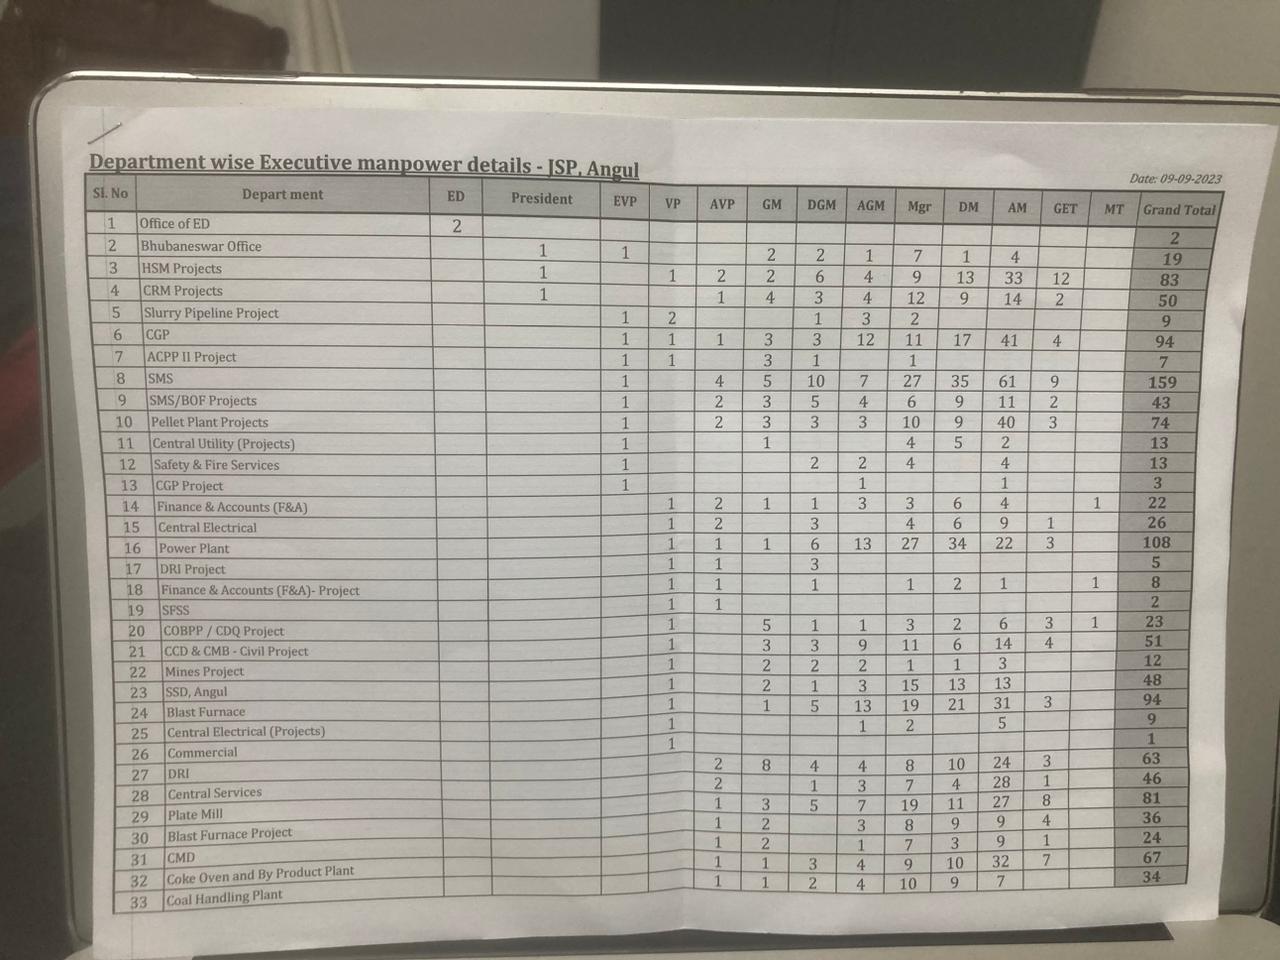 Department wise Executive manpower details - JSP, Angul
Date: 09-09-2023
Sl. No Depart ment ED President EVP VP AVP GM DGM AGM Mgr DM AM GET MT Grand Total
1 Office of ED 2 2
2 Bhubaneswar Office 1 1 2 2 1 7 1 4 19
3 HSM Projects 1 1 2 2 6 4 9 13 33 12 83
4 CRM Projects 1 1 4 3 4 12 9 14 2 50
5 Slurry Pipeline Project 1 2 1 3 2 9
6 CGP 1 1 1 3 3 12 11 17 41 4 94
7 ACPP II Project 1 1 3 1 1 7
8 SMS 1 4 5 10 7 27 35 61 9 159
9 SMS/BOF Projects 1 2 3 5 4 6 9 11 2 43
10 Pellet Plant Projects 1 2 3 3 3 10 9 40 3 74
11 Central Utility (Projects) 1 1 4 5 2 13
12 Safety & Fire Services 1 2 2 4 4 13
13 CGP Project 1 1 1 3
14 Finance & Accounts (F&A) 1 2 1 1 3 3 6 4 1 22
15 Central Electrical 1 2 3 4 6 9 1 26
16 Power Plant 1 1 1 6 13 27 34 22 3 108
17 DRI Project 1 1 3 5
18 Finance & Accounts (F&A)- Project 1 1 1 1 2 1 1 8
19 SFSS 1 1 2
20 COBPP / CDQ Project 1 5 1 1 3 2 6 3 1 23
21 CCD & CMB - Civil Project 1 3 3 9 11 6 14 4 51
22 Mines Project 1 2 2 2 1 1 3 12
23 SSD, Angul 1 2 1 3 15 13 13 48
24 Blast Furnace 1 1 5 13 19 21 31 3 94
25 Central Electrical (Projects) 1 1 2 5 9
26 Commercial 1 1
27 DRI 2 8 4 4 8 10 24 3 63
28 Central Services 2 1 3 7 4 28 1 46
29 Plate Mill 1 3 5 7 19 11 27 8 81
30 Blast Furnace Project 1 2 3 8 9 9 4 36
31 CMD 1 2 1 7 3 9 1 24
32 Coke Oven and By Product Plant 1 1 3 4 9 10 32 7 67
33 Coal Handling Plant 1 1 2 4 10 9 7 34